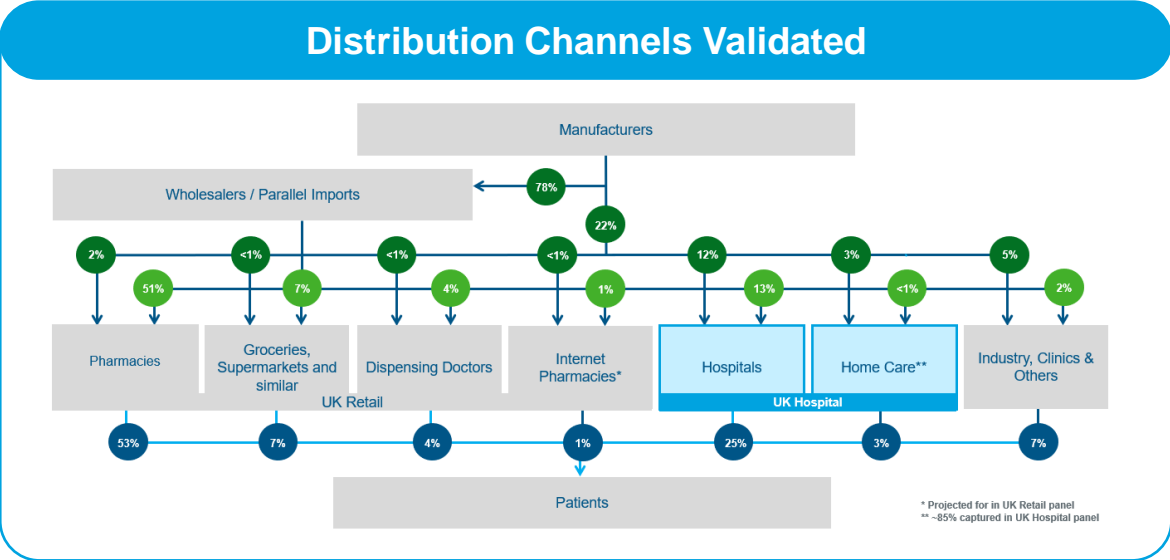 Distribution Channels Validated
Manufacturers
78%
Wholesalers / Parallel Imports
22%
2%
<1%
<1%
<1%
12%
3%
5%
51%
7%
4%
1%
13%
<1%
2%
Pharmacies
Groceries,
Supermarkets and
similar
Dispensing Doctors
Internet
Pharmacies*
Hospitals
Home Care**
Industry, Clinics &
Others
UK Retail
UK Hospital
53%
7%
4%
1%
25%
3%
7%
Patients
* Projected for in UK Retail panel
** ~85% captured in UK Hospital panel